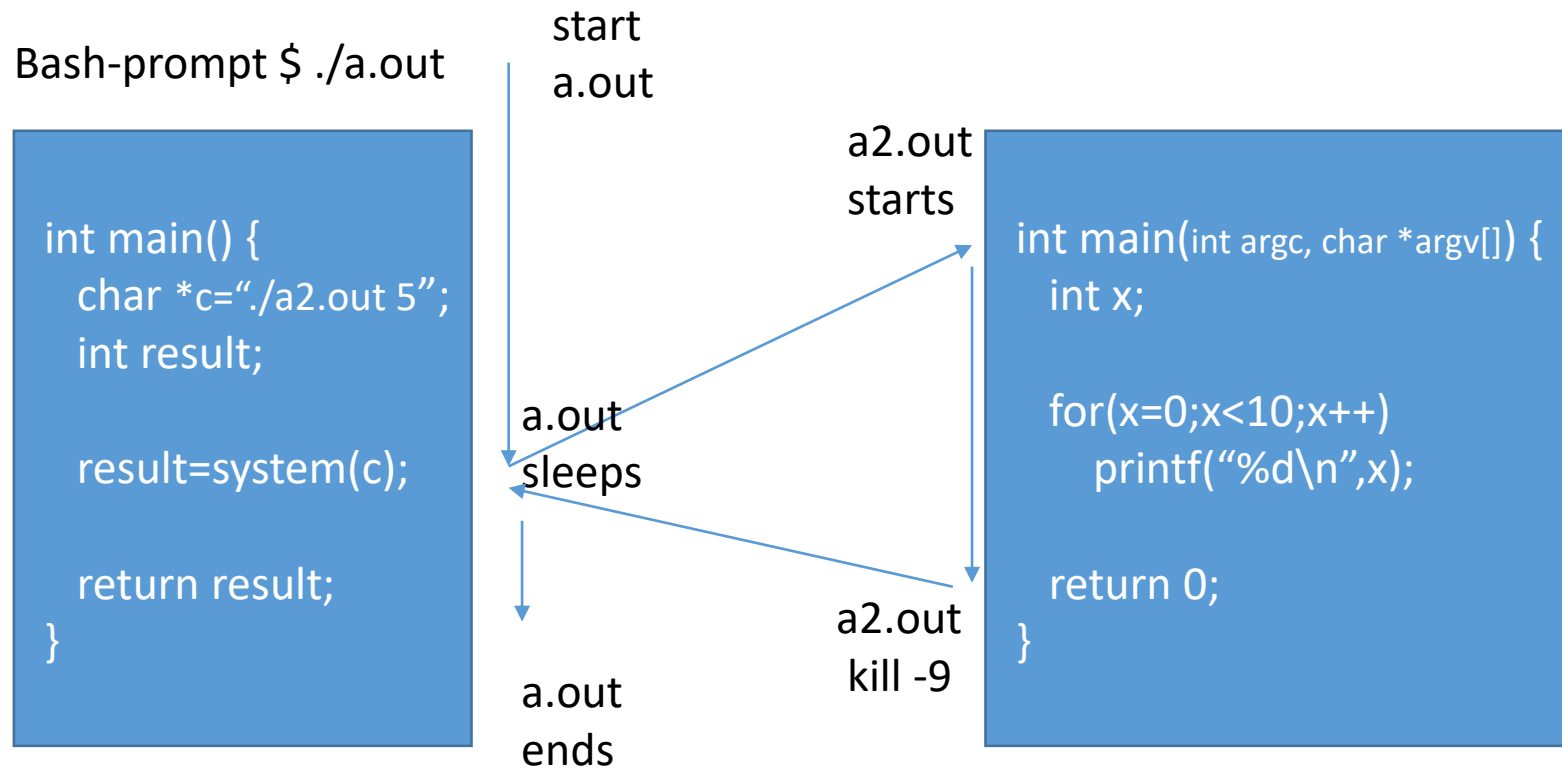 Bash-prompt $ ./a.out
start
a.out
int main() {
char *c=“./a2.out 5”;
int result;
result=system(c);
return result;
}
a.out
sleeps
a.out
ends
a2.out
starts
a2.out
kill -9
int main(int argc, char *argv[]) {
int x;
for(x=0;x<10;x++)
printf(“%d\n”,x);
return 0;
}